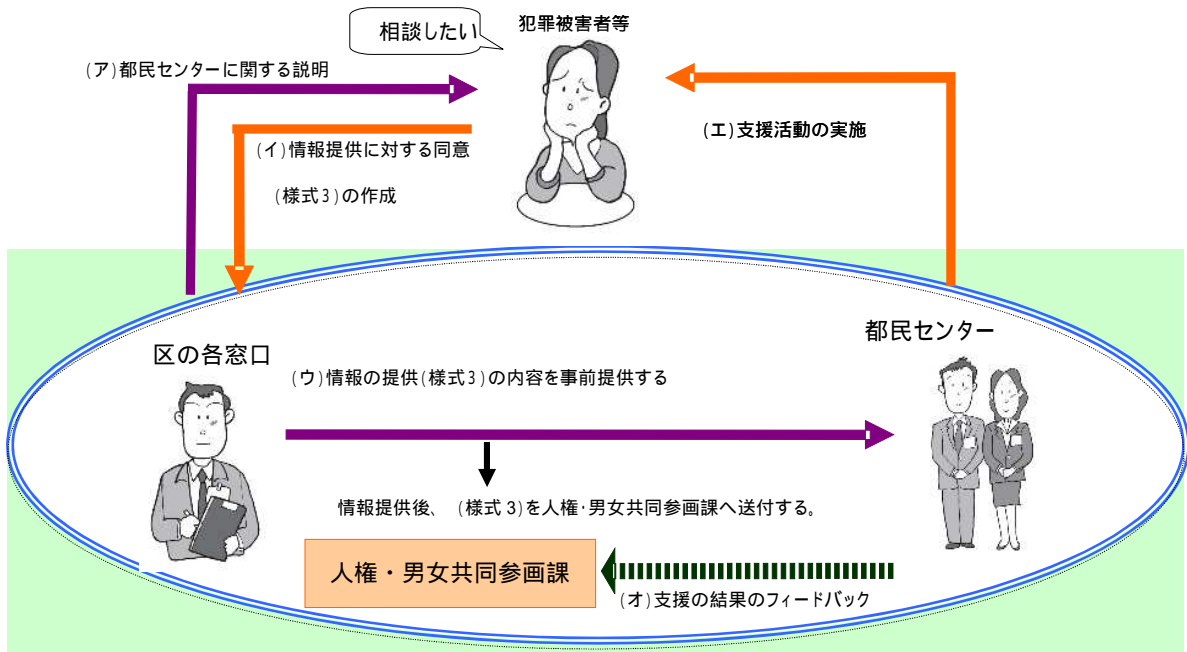 相談したい
犯罪被害者等
(ア)都民センターに関する説明
(イ)情報提供に対する同意
(様式3)の作成
(エ)支援活動の実施
区の各窓口
都民センター
(ウ)情報の提供(様式3)の内容を事前提供する
情報提供後、(様式3)を人権・男女共同参画課へ送付する。
人権・男女共同参画課
(オ)支援の結果のフィードバック